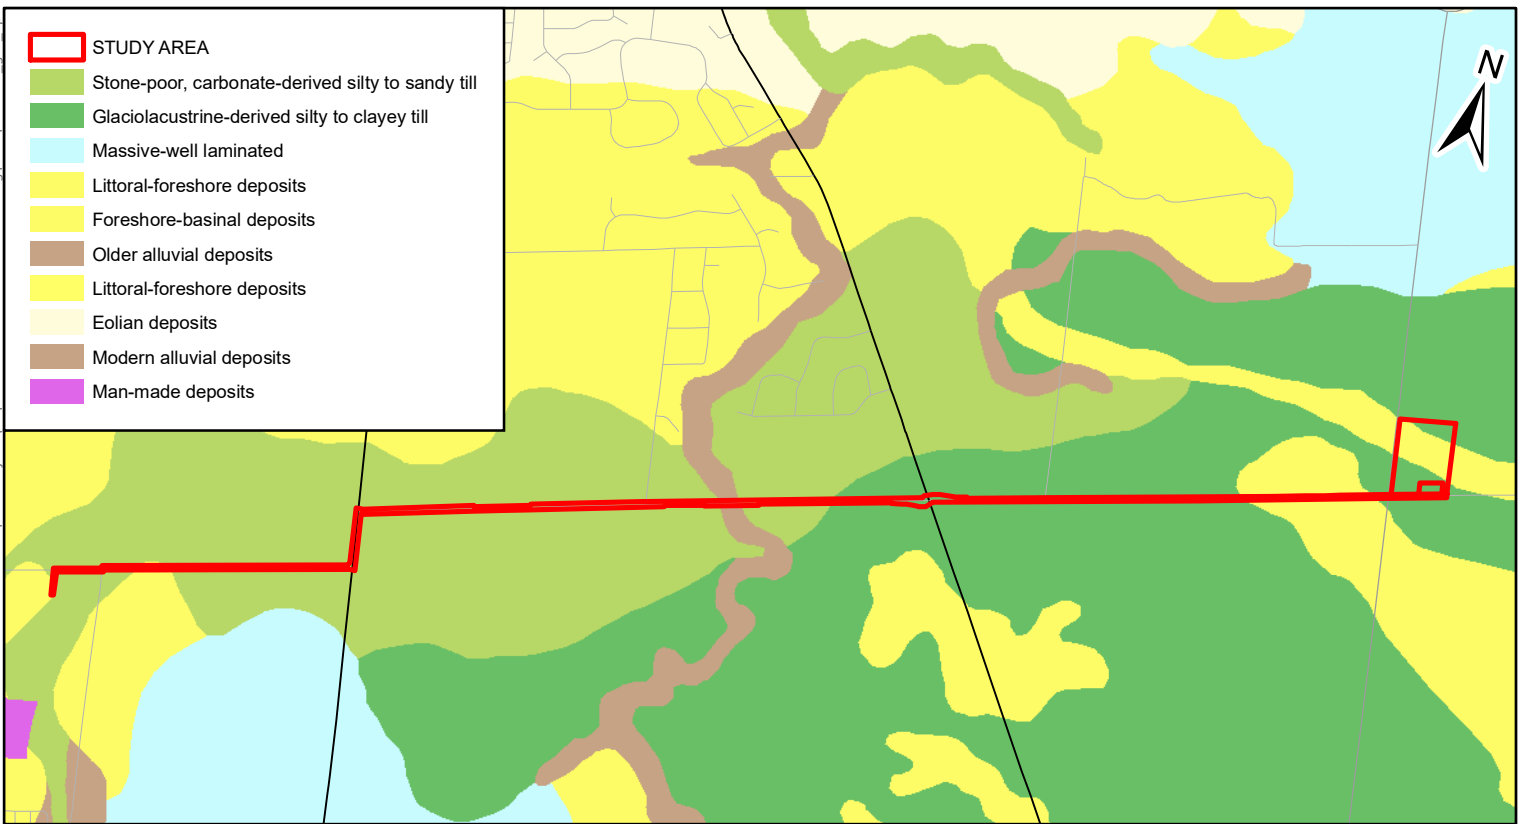 STUDY AREA
Stone-poor, carbonate-derived silty to sandy till
Glaciolacustrine-derived silty to clayey till
Massive-well laminated
Littoral-foreshore deposits
Foreshore-basinal deposits
Older alluvial deposits
Littoral-foreshore deposits
Eolian deposits
Modern alluvial deposits
Man-made deposits
N